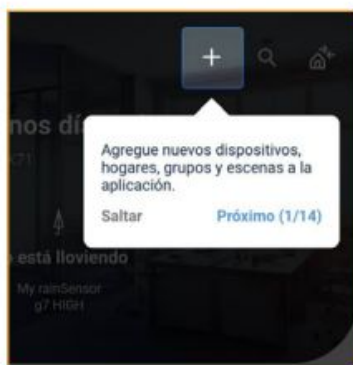 nos dí
Agregue nuevos dispositivos,
hogares, grupos y escenas a la
aplicación.
Saltar Próximo (1/14)
está lloviendo
My rainSensor
g7 HIGH